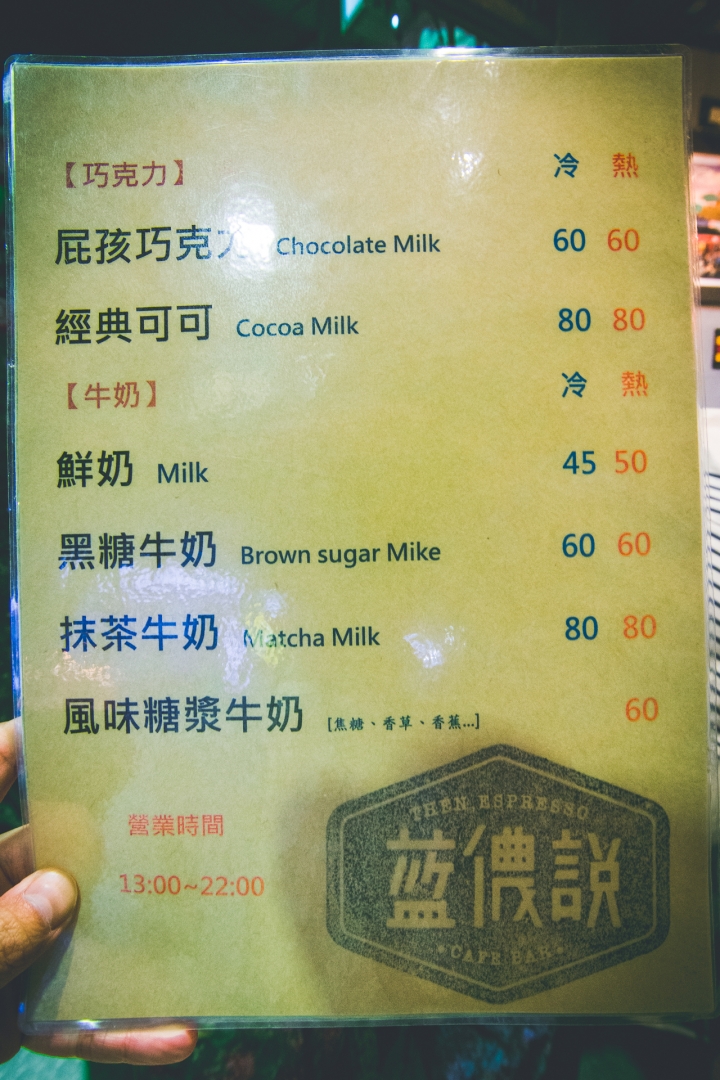 【巧克力】 冷 熱
屁孩巧克力 Chocolate Milk 60 60
經典可可 Cocoa Milk 80 80
【牛奶】 冷 熱
鮮奶 Milk 45 50
黑糖牛奶 Brown sugar Mike 60 60
抹茶牛奶 Matcha Milk 80 80
風味糖漿牛奶 [焦糖、香草、香蕉...] 60
營業時間
13:00~22:00
THEN ESPRESSO
藍儂説
CAFE BAR